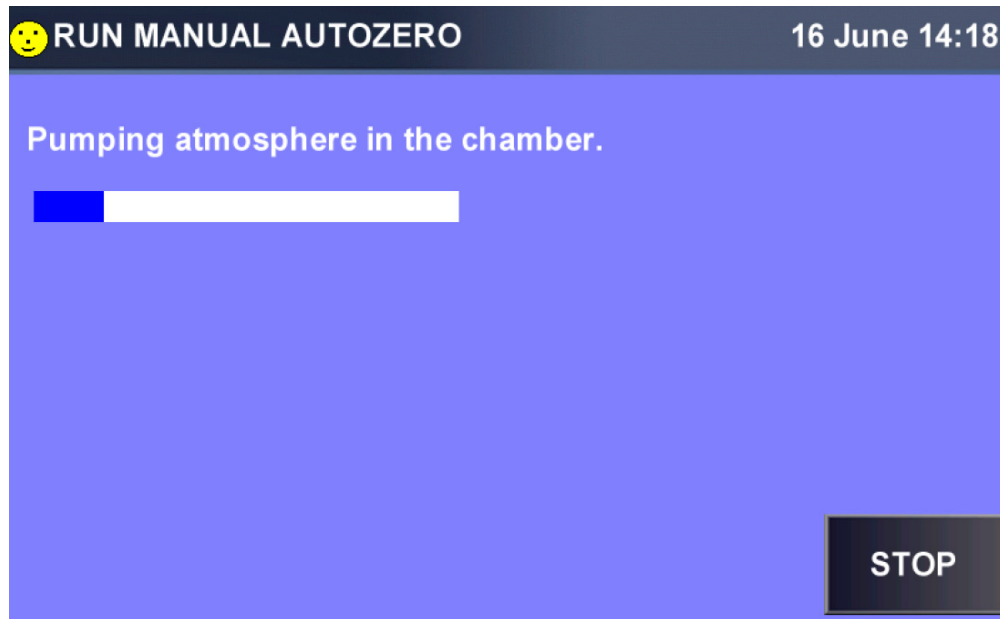 RUN MANUAL AUTOZERO 16 June 14:18
Pumping atmosphere in the chamber.
STOP